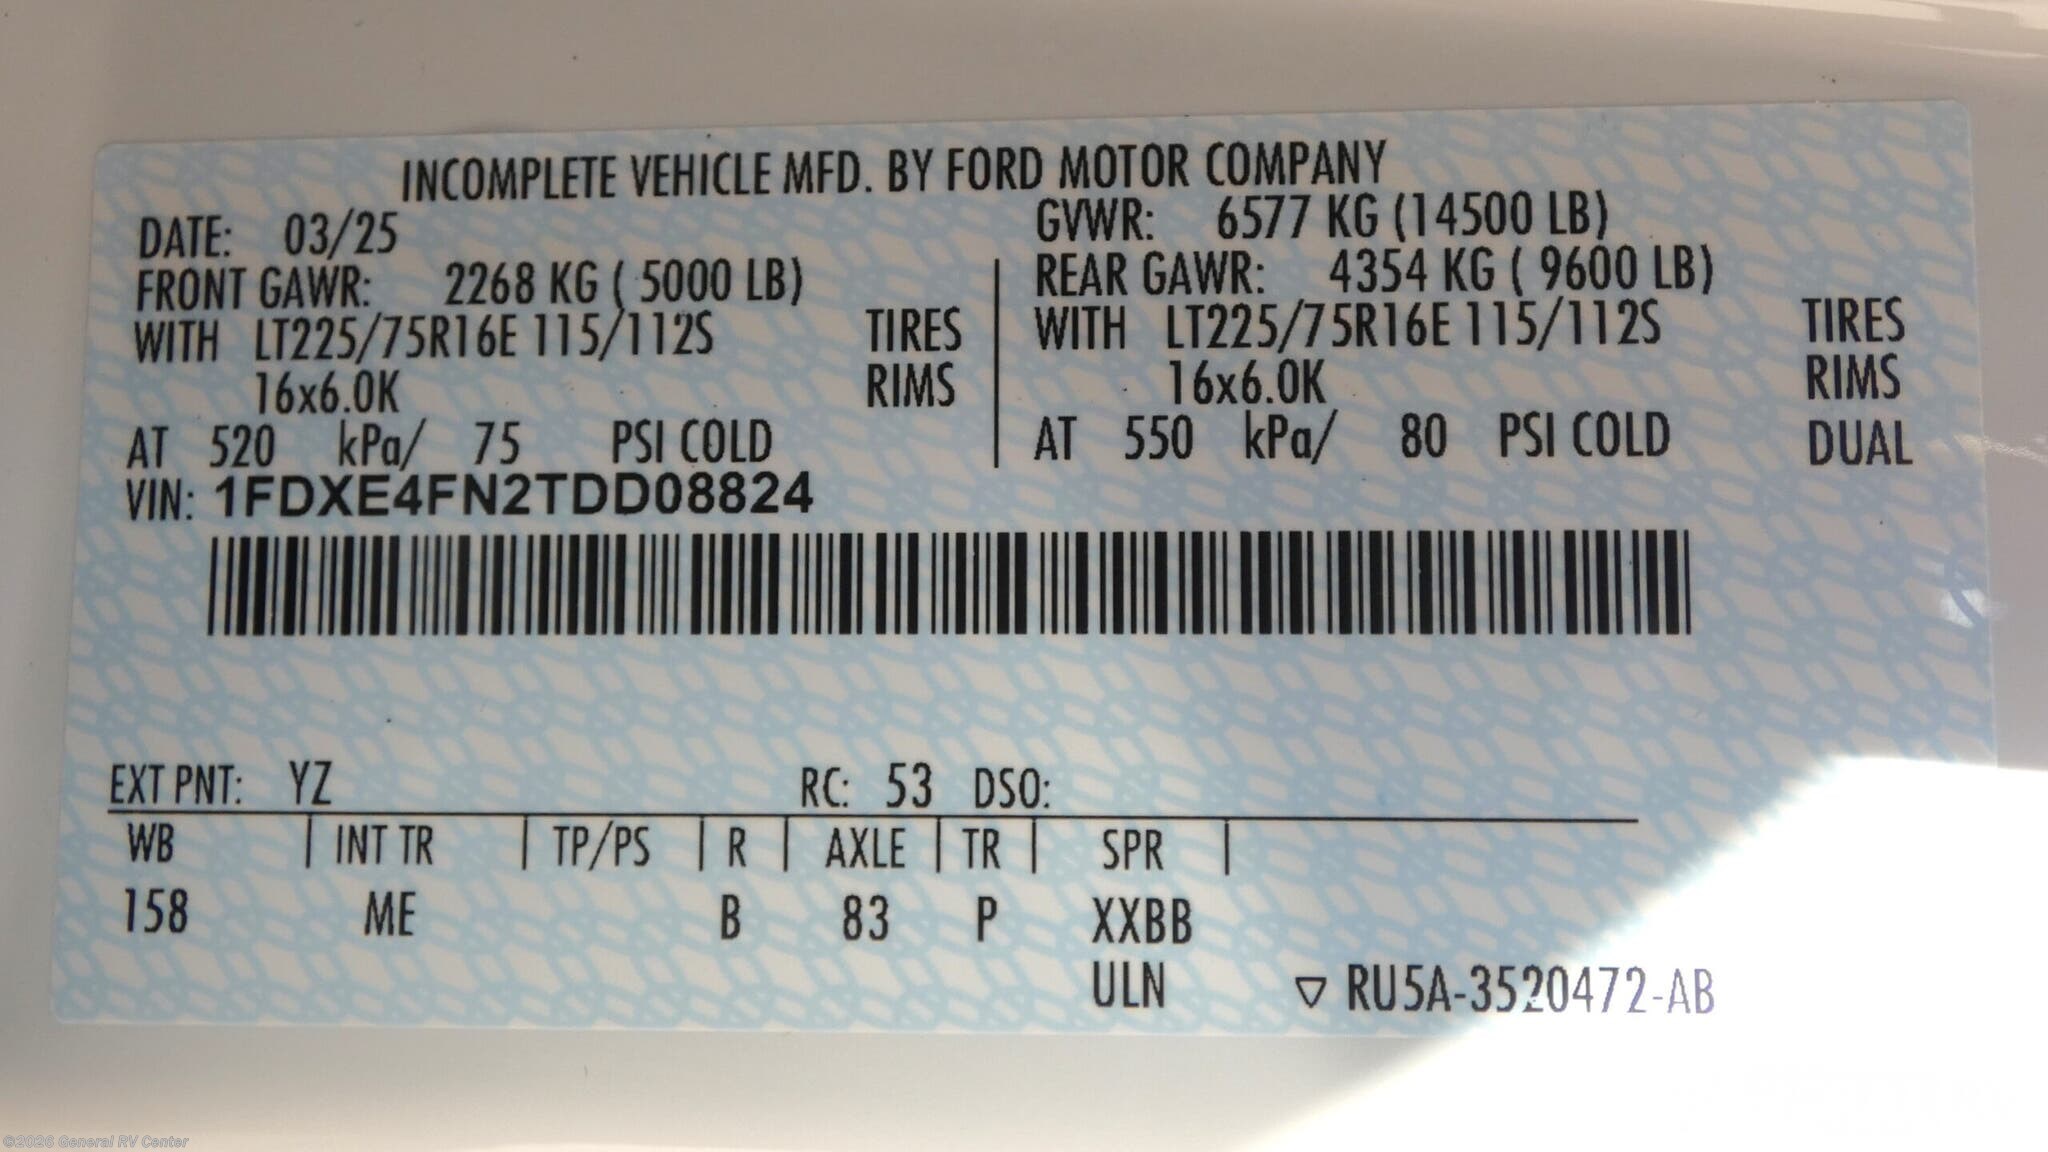 INCOMPLETE VEHICLE MFD. BY FORD MOTOR COMPANY
DATE: 03/25 GVWR: 6577 KG (14500 LB)
FRONT GAWR: 2268 KG ( 5000 LB) REAR GAWR: 4354 KG ( 9600 LB)
WITH LT225/75R16E 115/112S TIRES WITH LT225/75R16E 115/112S TIRES
16x6.0K RIMS 16x6.0K RIMS
AT 520 kPa/ 75 PSI COLD AT 550 kPa/ 80 PSI COLD DUAL
VIN: 1FDXE4FN2TDD08824
EXT PNT: YZ RC: 53 DSO:
WB INT TR TP/PS R AXLE TR SPR
158 ME B 83 P XXBB
ULN ▽ RU5A-3520472-AB
©2026 General RV Center